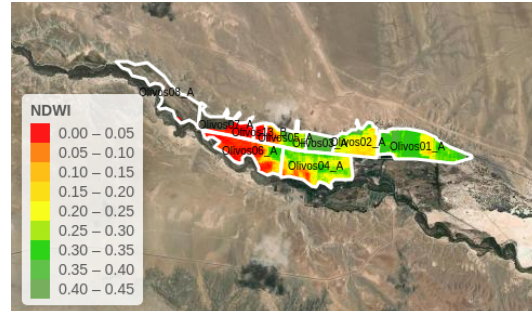 Olivos08_A
Olivos07_A
Olivos05_A
Olivos03_A
Olivos02_A
Olivos01_A
Olivos06_A
Olivos04_A
NDWI
0.00 – 0.05
0.05 – 0.10
0.10 – 0.15
0.15 – 0.20
0.20 – 0.25
0.25 – 0.30
0.30 – 0.35
0.35 – 0.40
0.40 – 0.45